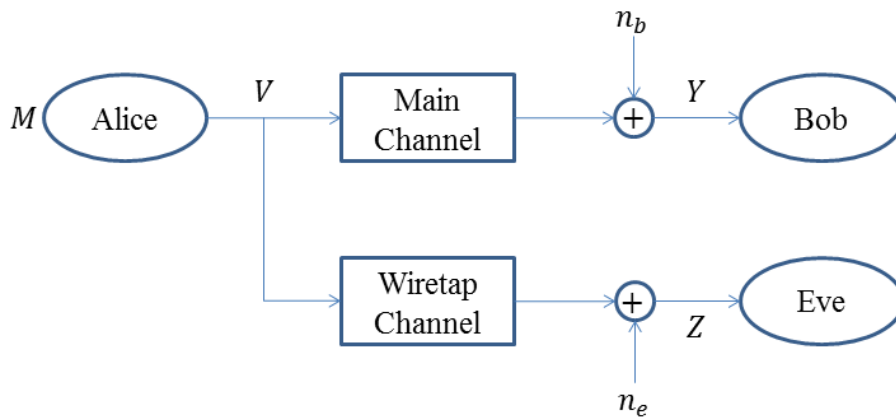 n_b
M
Alice
V
Main
Channel
+
Y
Bob
Wiretap
Channel
+
Z
Eve
n_e